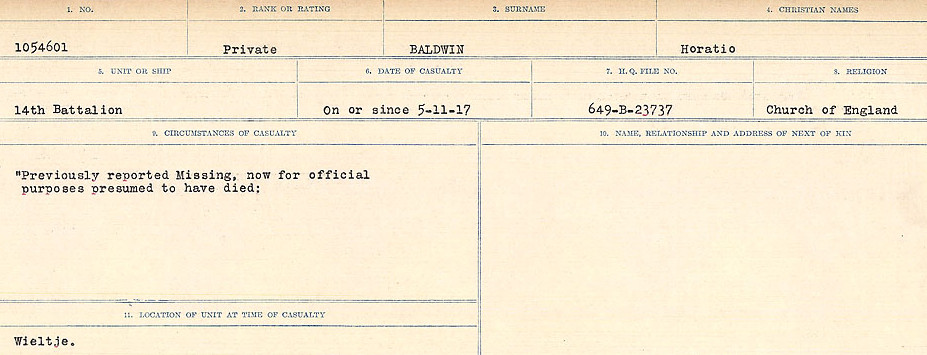 1. NO.
2. RANK OR RATING
3. SURNAME
4. CHRISTIAN NAMES
1054601
Private
BALDWIN
Horatio
5. UNIT OR SHIP
6. DATE OF CASUALTY
7. H.Q. FILE NO.
8. RELIGION
14th Battalion
On or since 5-11-17
649-B-23737
Church of England
9. CIRCUMSTANCES OF CASUALTY
10. NAME, RELATIONSHIP AND ADDRESS OF NEXT OF KIN
"Previously reported Missing, now for official
purposes presumed to have died;
11. LOCATION OF UNIT AT TIME OF CASUALTY
Wieltje.